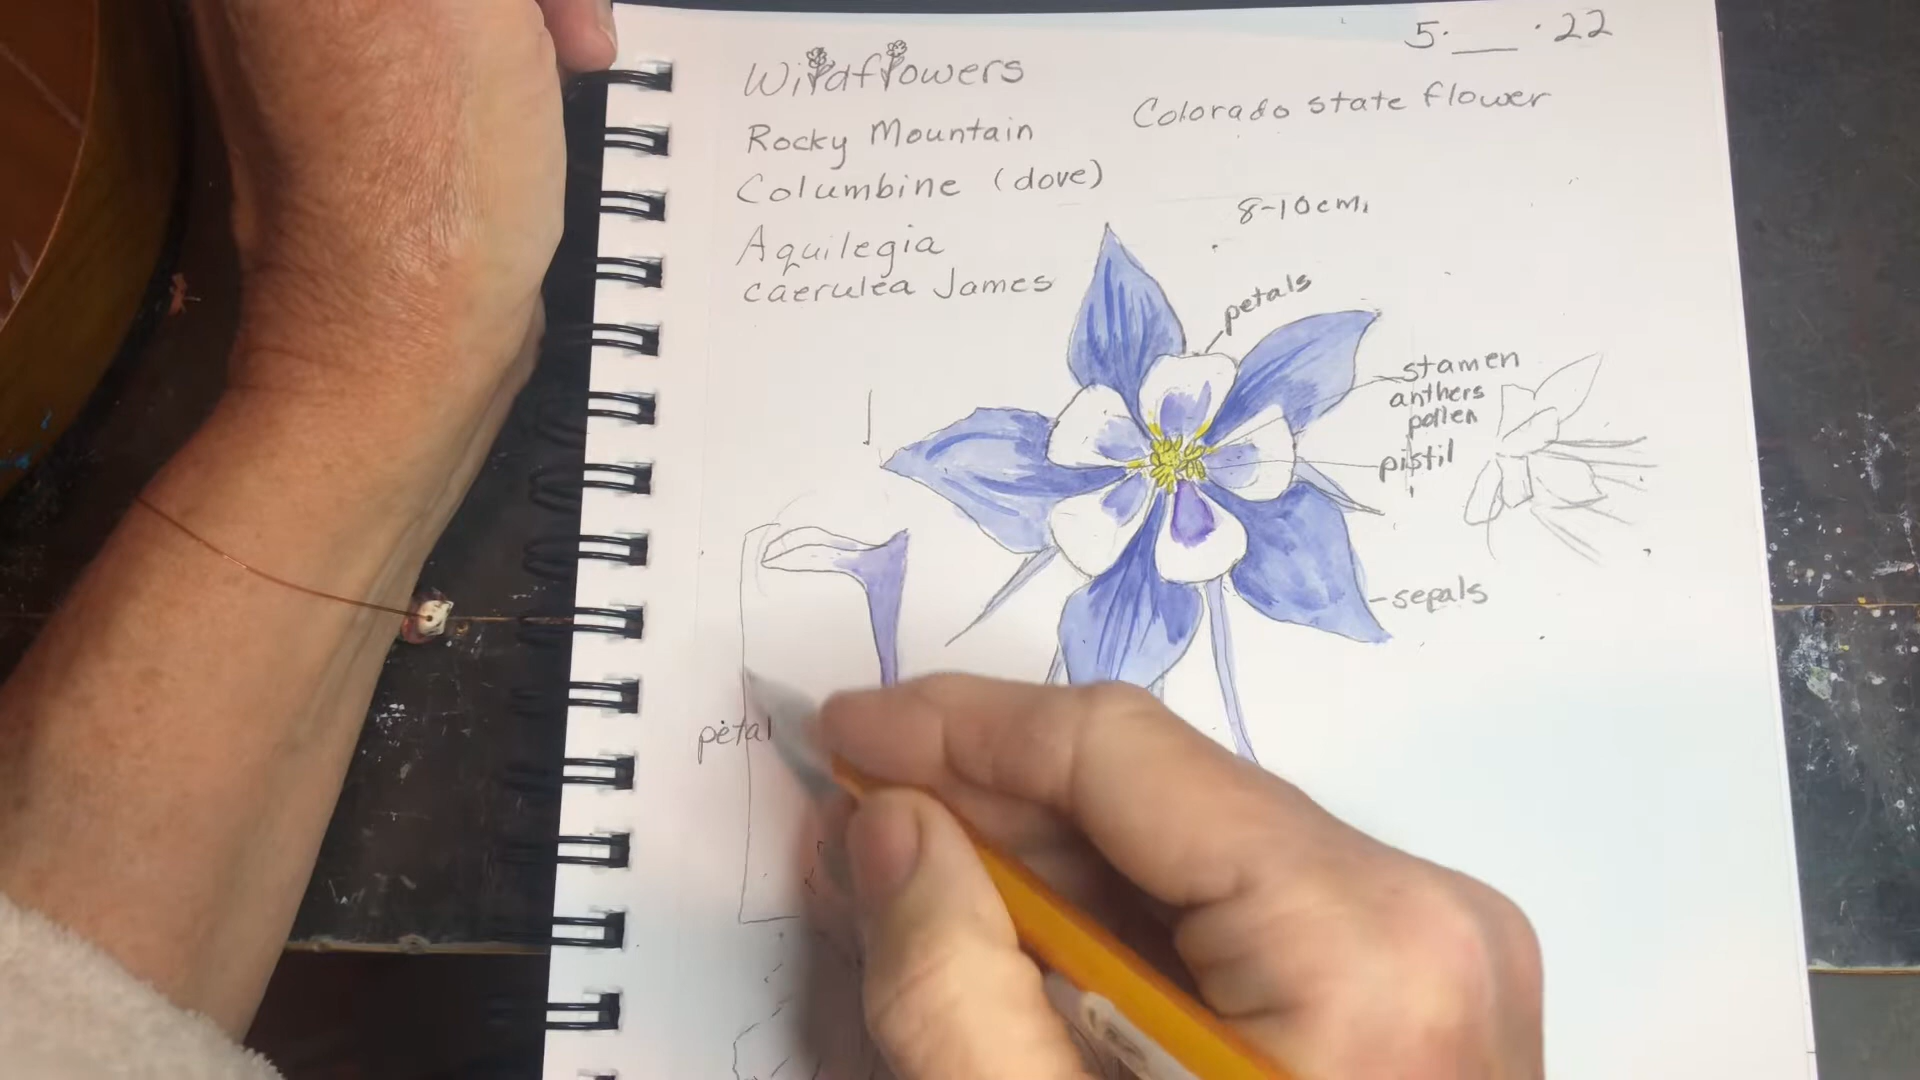 5.___.22
Wildflowers
Colorado state flower
Rocky Mountain
Columbine (dove)
8-10cm.
Aquilegia
caerulea James
petals
stamen
anthers
pollen
pistil
sepals
petal